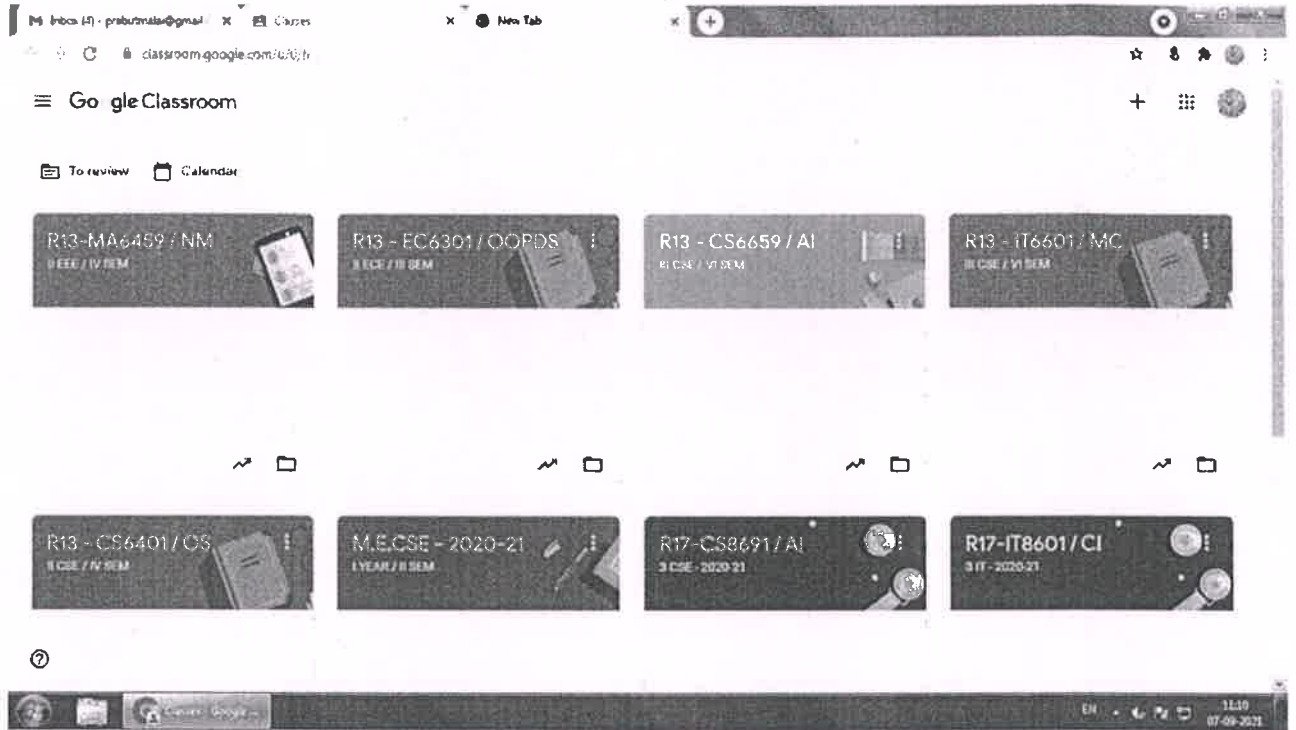 Inbox (4) - prabutmalai@gmail
Classes
New Tab
classroom.google.com/u/0/h
Google Classroom
To review
Calendar
R13-MA6459 / NM
II EEE / IV SEM
R13 - EC6301 / OOPDS
II ECE / III SEM
R13 - CS6659 / AI
III CSE / VI SEM
R13 - IT6601 / MC
III CSE / VI SEM
R13 - CS6401 / OS
II CSE / IV SEM
M.E.CSE - 2020-21
I YEAR / II SEM
R17-CS8691 / AI
3 CSE - 2020-21
R17-IT8601 / CI
3 IT - 2020-21
Classes - Google ...
EN
11:10
07-09-2021